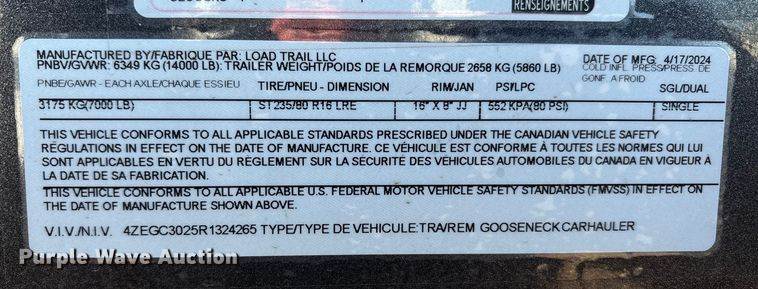 RENSEIGNEMENTS
MANUFACTURED BY/FABRIQUE PAR: LOAD TRAIL LLC DATE OF MFG: 4/17/2024
PNBV/GVWR: 6349 KG (14000 LB): TRAILER WEIGHT/POIDS DE LA REMORQUE 2658 KG (5860 LB) COLD INFL PRESS/PRESS DE
PNBE/GAWR - EACH AXLE/CHAQUE ESSIEU TIRE/PNEU - DIMENSION RIM/JAN PSI/LPC GONF A FROID SGL/DUAL
3175 KG(7000 LB) ST235/80 R16 LRE 16" X 8" JJ 552 KPA(80 PSI) SINGLE
THIS VEHICLE CONFORMS TO ALL APPLICABLE STANDARDS PRESCRIBED UNDER THE CANADIAN VEHICLE SAFETY
REGULATIONS IN EFFECT ON THE DATE OF MANUFACTURE. CE VÉHICULE EST CONFORME À TOUTES LES NORMES QUI LUI
SONT APPLICABLES EN VERTU DU RÈGLEMENT SUR LA SÉCURITÉ DES VÉHICULES AUTOMOBILES DU CANADA EN VIGUEUR À
LA DATE DE SA FABRICATION.
THIS VEHICLE CONFORMS TO ALL APPLICABLE U.S. FEDERAL MOTOR VEHICLE SAFETY STANDARDS (FMVSS) IN EFFECT ON
THE DATE OF MANUFACTURE SHOWN ABOVE.
V.I.V./N.I.V. 4ZEGC3025R1324265 TYPE/TYPE DE VÉHICULE:TRA/REM GOOSENECK CARHAULER
Purple Wave Auction